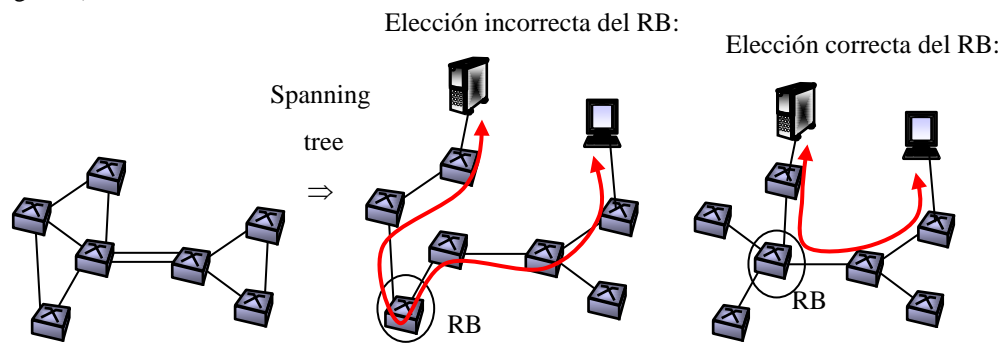 Elección incorrecta del RB:
Elección correcta del RB:
Spanning
tree
⇒
RB
RB